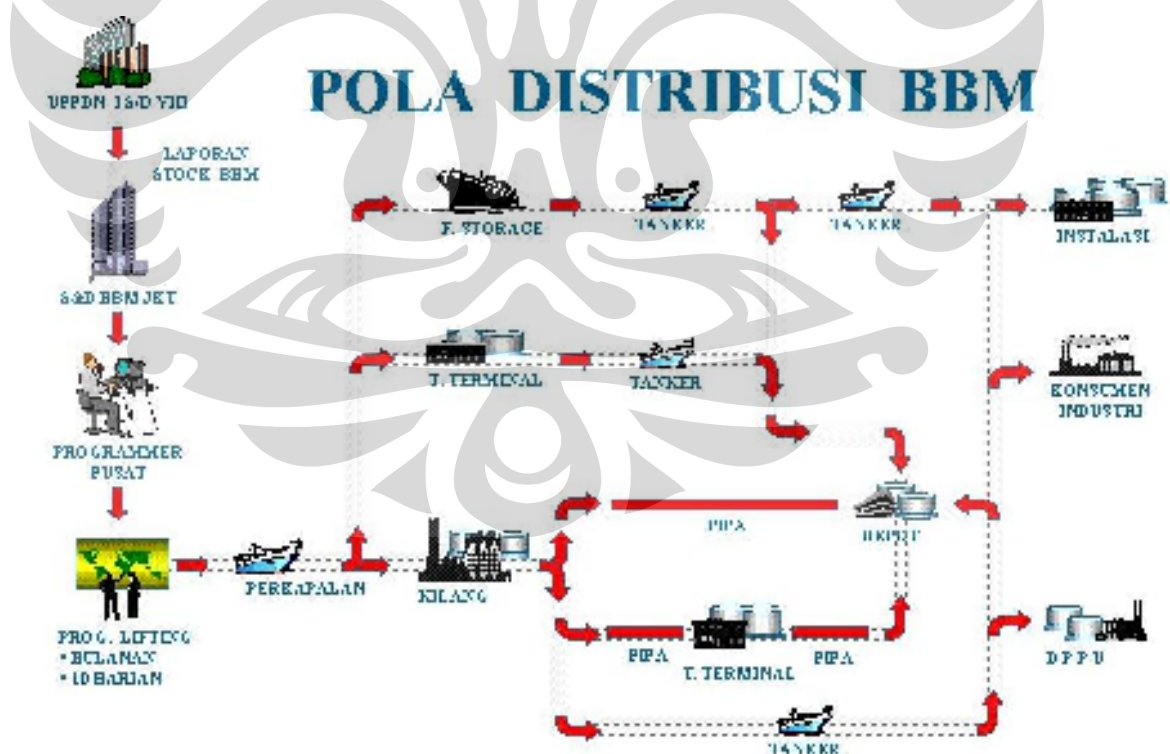 POLA DISTRIBUSI BBM
UPPDN I S/D VIII
LAPORAN
STOCK BBM
S&D BBM JKT
PROGRAMMER
PUSAT
PROG. LIFTING
• BULANAN
• 10 HARIAN
PERKAPALAN
F. STORAGE
TANKER
TANKER
INSTALASI
T. TERMINAL
TANKER
KONSUMEN
INDUSTRI
KILANG
PIPA
DEPOT
PIPA
T. TERMINAL
PIPA
DPPU
TANKER